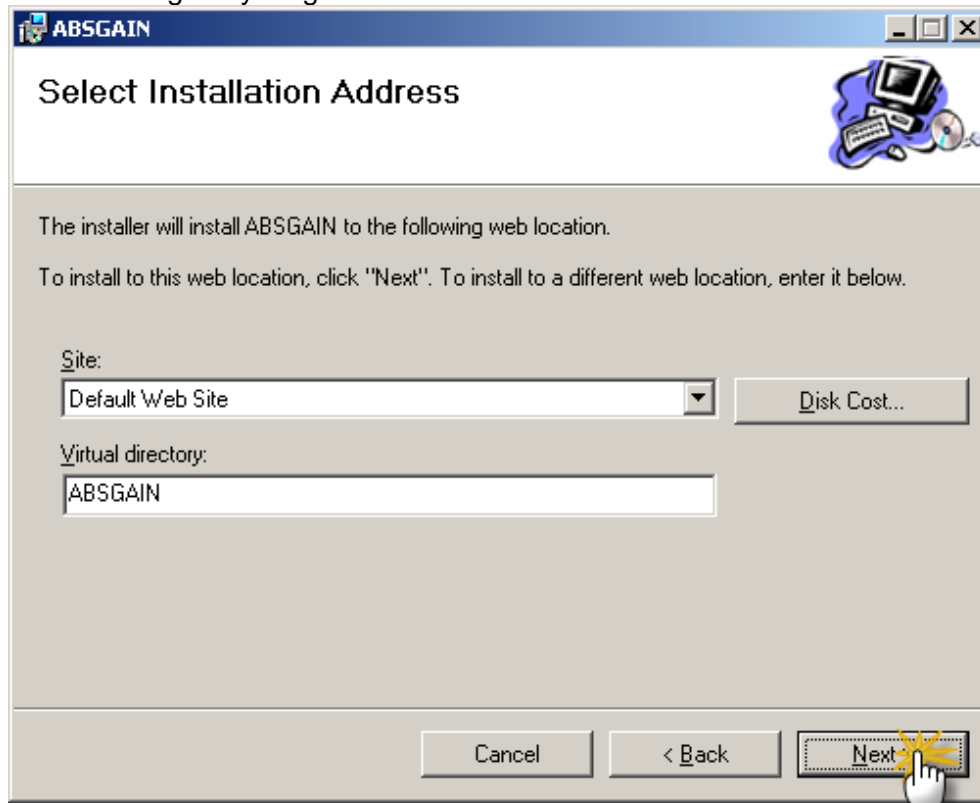 ABSGAIN
Select Installation Address
The installer will install ABSGAIN to the following web location.
To install to this web location, click "Next". To install to a different web location, enter it below.
Site:
Default Web Site
Disk Cost...
Virtual directory:
ABSGAIN
Cancel
< Back
Next